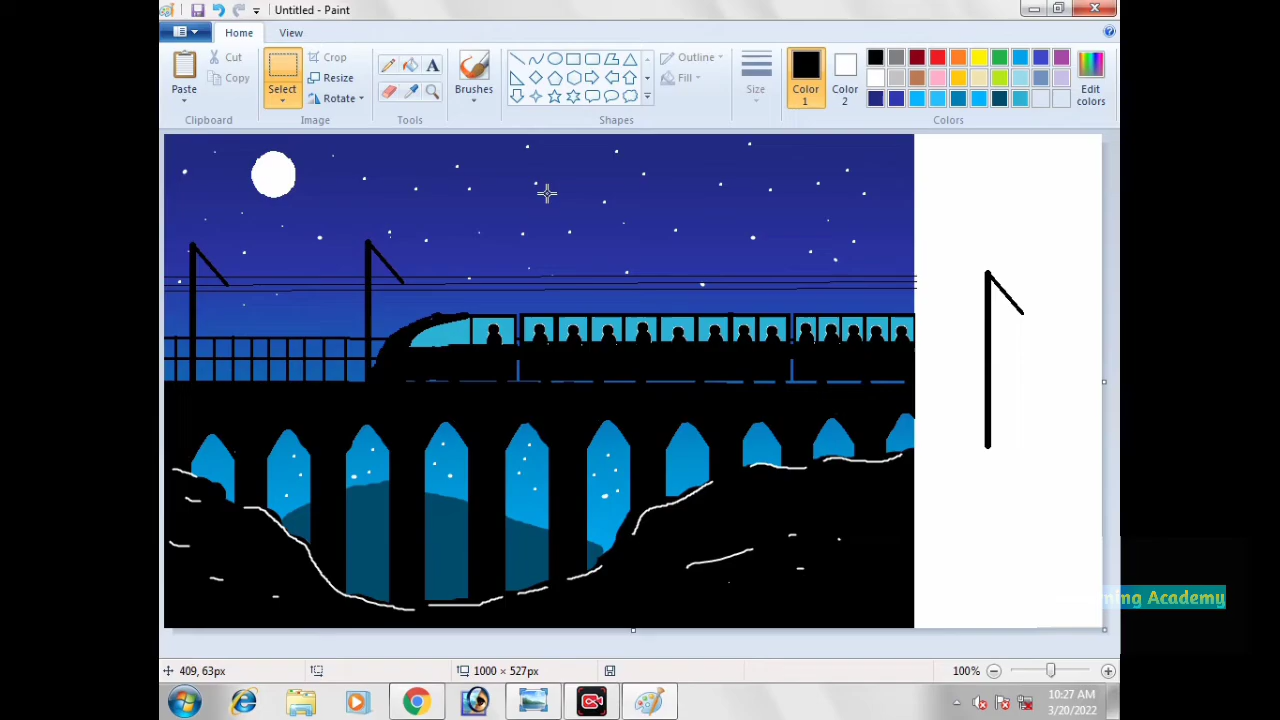 Untitled - Paint
Home
View
Paste
Cut
Copy
Clipboard
Select
Crop
Resize
Rotate
Image
A
Tools
Brushes
Outline
Fill
Shapes
Size
Color 1
Color 2
Edit colors
Colors
ning Academy
409, 63px
1000 × 527px
100%
10:27 AM
3/20/2022